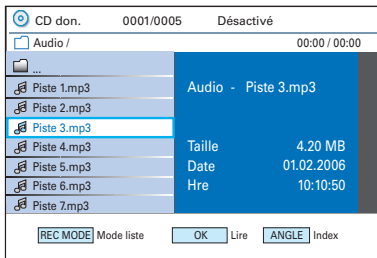 CD don. 0001/0005 Désactivé
Audio / 00:00 / 00:00
...
Piste 1.mp3
Piste 2.mp3
Piste 3.mp3
Piste 4.mp3
Piste 5.mp3
Piste 6.mp3
Piste 7.mp3
Audio - Piste 3.mp3
Taille 4.20 MB
Date 01.02.2006
Hre 10:10:50
REC MODE Mode liste OK Lire ANGLE Index